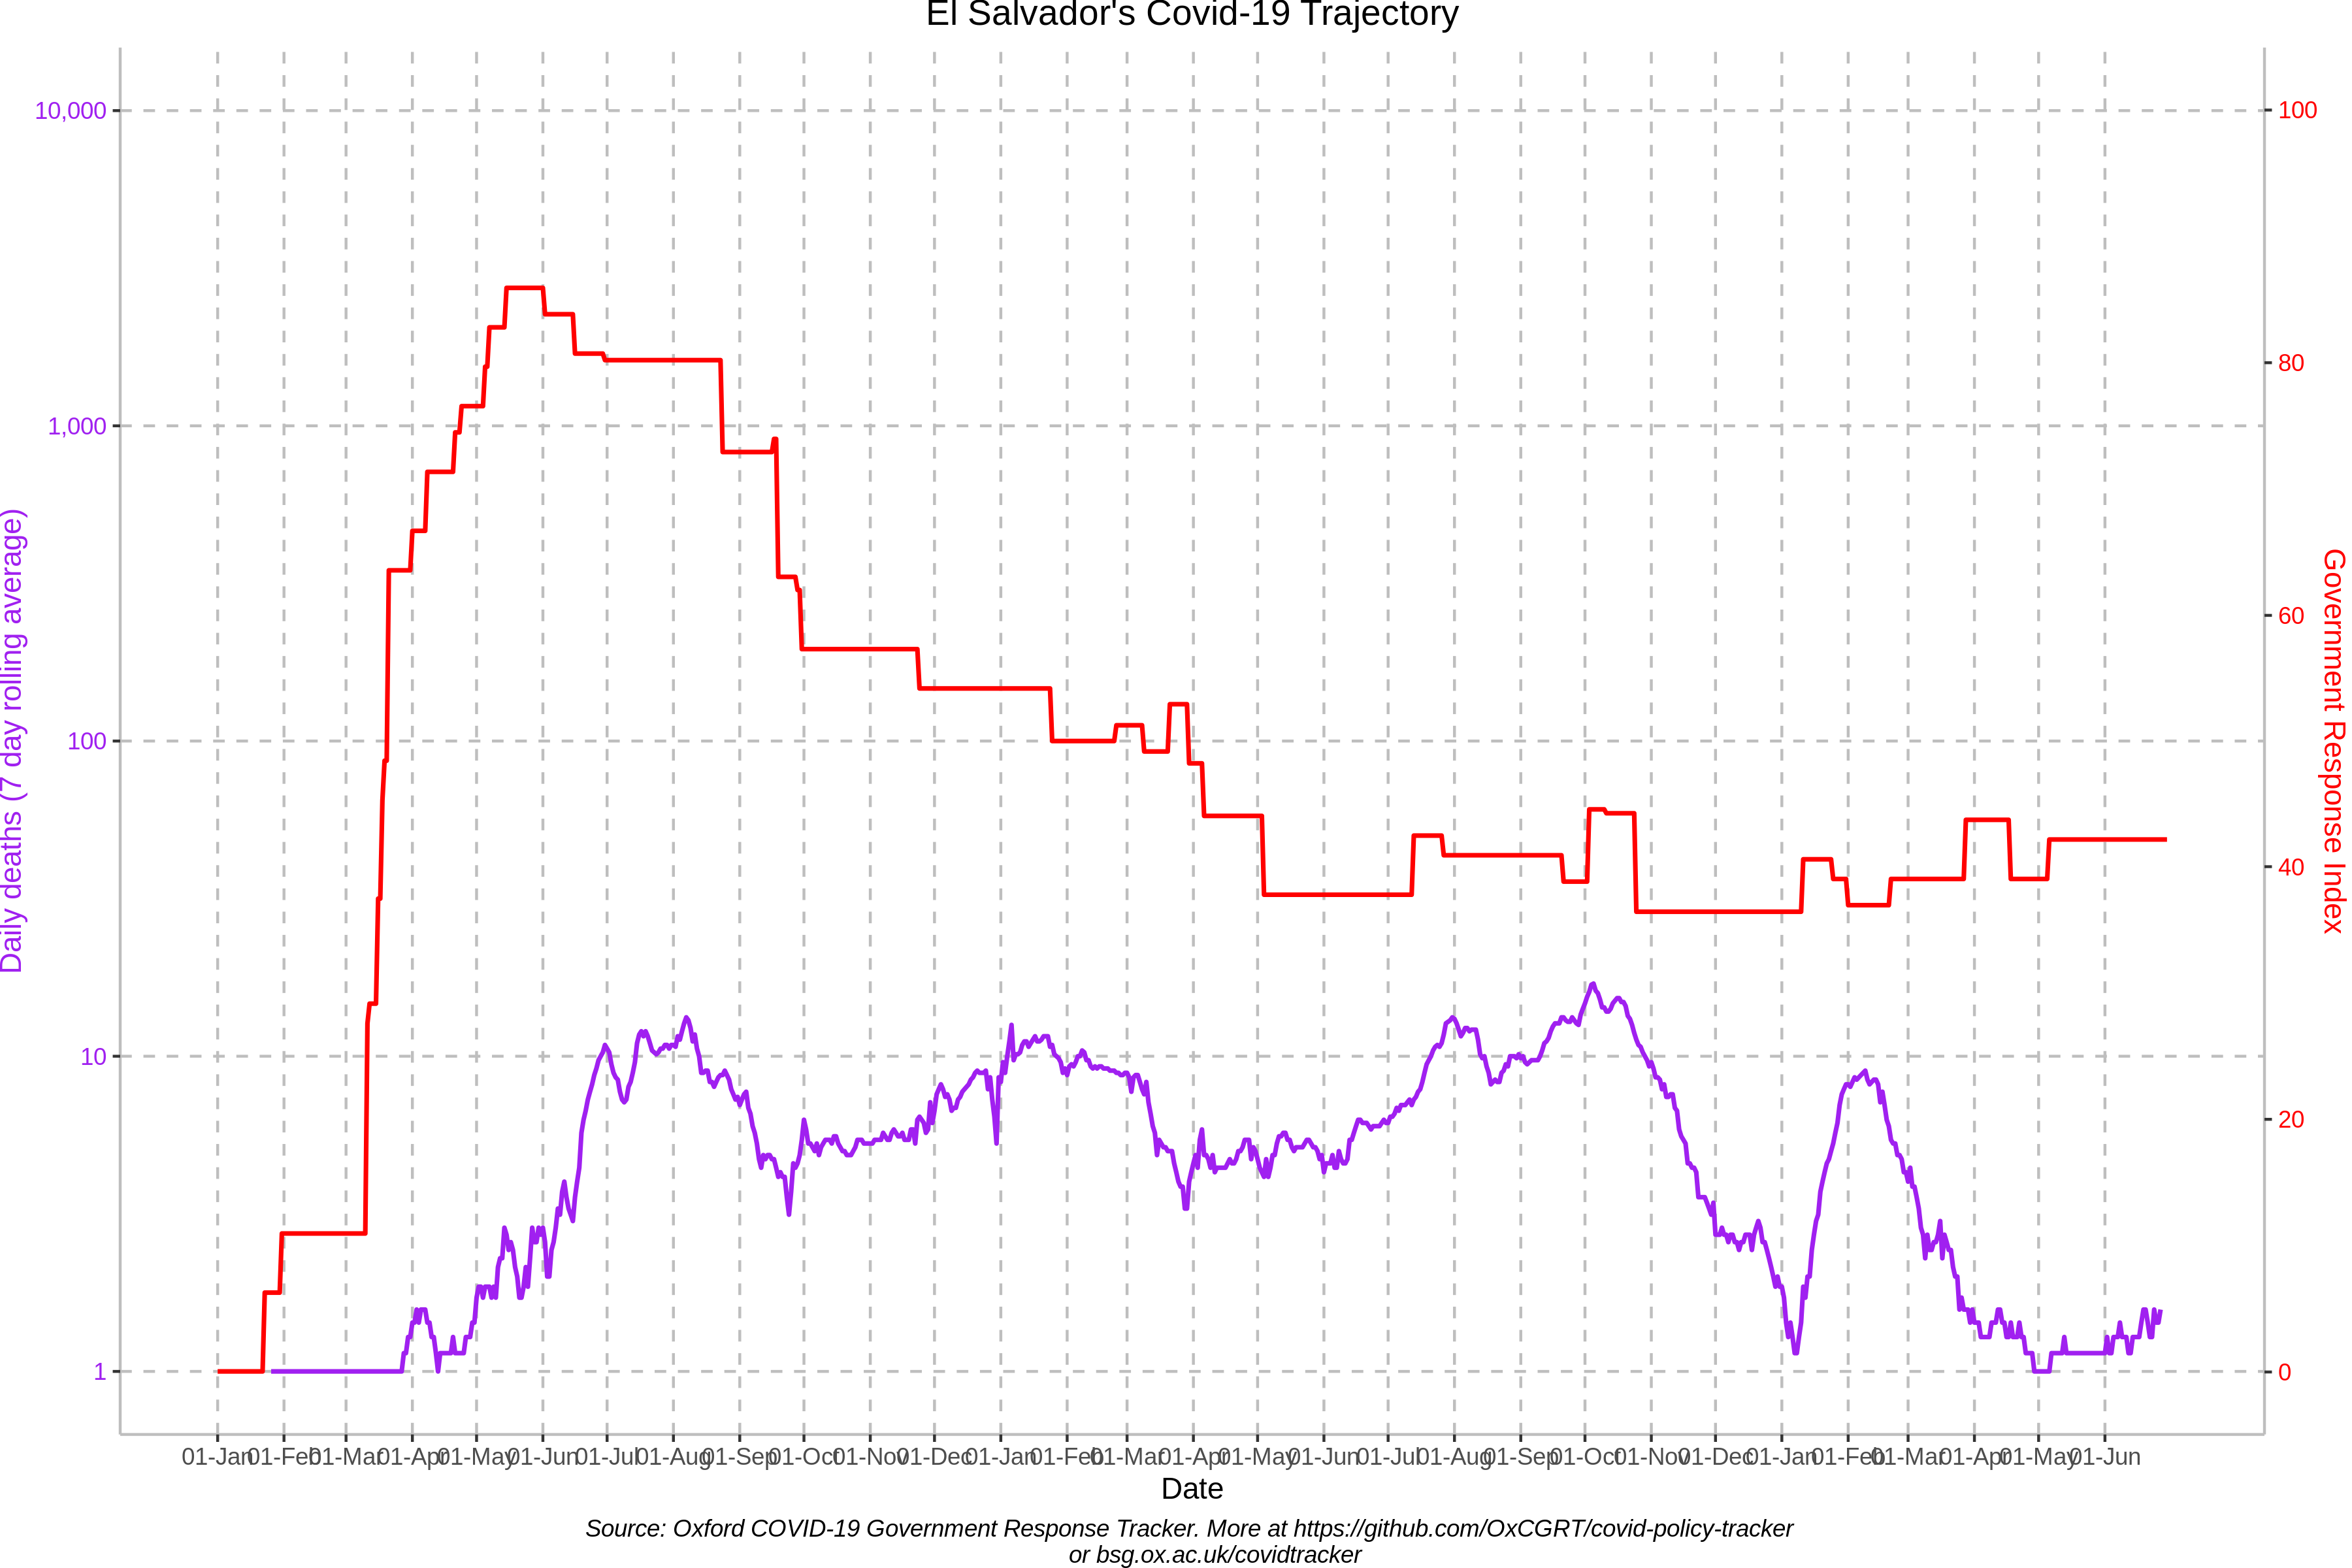 El Salvador's Covid-19 Trajectory
10,000
1,000
100
10
1
Daily deaths (7 day rolling average)
100
80
60
40
20
0
Government Response Index
01-Jan 01-Feb 01-Mar 01-Apr 01-May 01-Jun 01-Jul 01-Aug 01-Sep 01-Oct 01-Nov 01-Dec 01-Jan 01-Feb 01-Mar 01-Apr 01-May 01-Jun 01-Jul 01-Aug 01-Sep 01-Oct 01-Nov 01-Dec 01-Jan 01-Feb 01-Mar 01-Apr 01-May 01-Jun
Date
Source: Oxford COVID-19 Government Response Tracker. More at https://github.com/OxCGRT/covid-policy-tracker
or bsg.ox.ac.uk/covidtracker